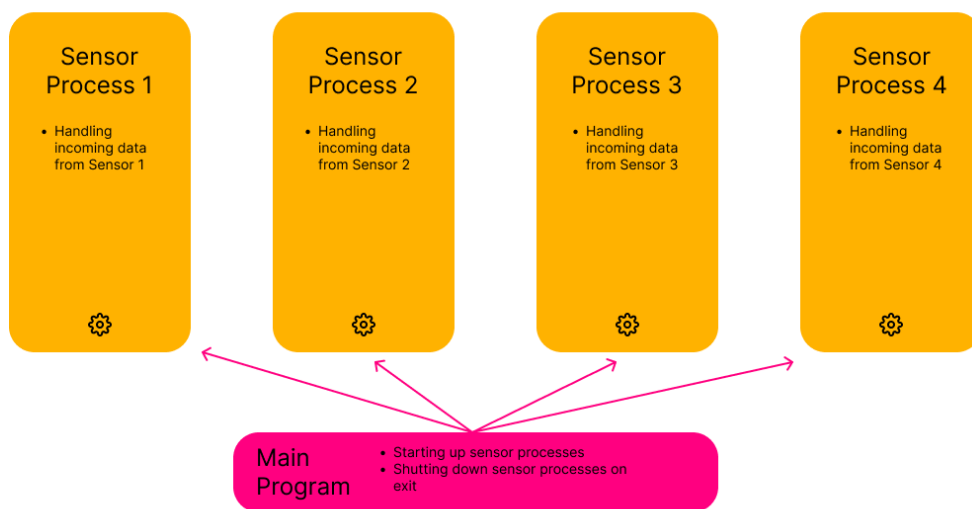 Sensor
Process 1
• Handling
incoming data
from Sensor 1
Sensor
Process 2
• Handling
incoming data
from Sensor 2
Sensor
Process 3
• Handling
incoming data
from Sensor 3
Sensor
Process 4
• Handling
incoming data
from Sensor 4
Main
Program
• Starting up sensor processes
• Shutting down sensor processes on
exit